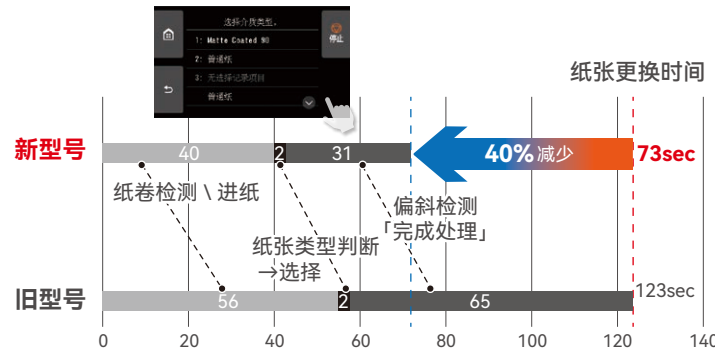 选择介质类型。
1: Matte Coated 90
2: 普通纸
3: 无选择记录项目
普通纸
停止
纸张更换时间
新型号
40
2
31
40% 减少
73sec
纸卷检测 \ 进纸
偏斜检测
「完成处理」
纸张类型判断
→选择
旧型号
56
2
65
123sec
0
20
40
60
80
100
120
140